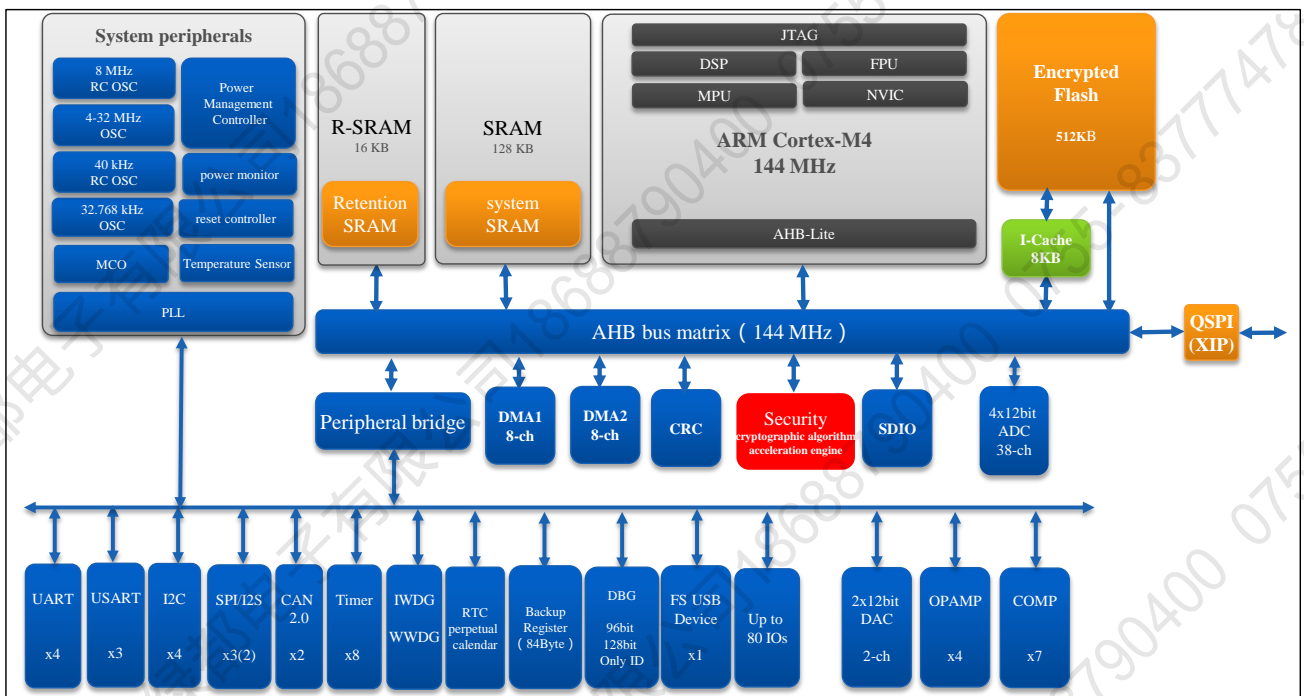 System peripherals
8 MHz
RC OSC
4-32 MHz
OSC
40 kHz
RC OSC
32.768 kHz
OSC
MCO
Power
Management
Controller
power monitor
reset controller
Temperature Sensor
PLL
R-SRAM
16 KB
Retention
SRAM
SRAM
128 KB
system
SRAM
JTAG
DSP
FPU
MPU
NVIC
ARM Cortex-M4
144 MHz
AHB-Lite
Encrypted
Flash
512KB
I-Cache
8KB
AHB bus matrix（144 MHz）
QSPI
(XIP)
Peripheral bridge
DMA1
8-ch
DMA2
8-ch
CRC
Security
cryptographic algorithm
acceleration engine
SDIO
4x12bit
ADC
38-ch
UART
x4
USART
x3
I2C
x4
SPI/I2S
x3(2)
CAN
2.0
x2
Timer
x8
IWDG
WWDG
RTC
perpetual
calendar
Backup
Register
（84Byte）
DBG
96bit
128bit
Only ID
FS USB
Device
x1
Up to
80 IOs
2x12bit
DAC
2-ch
OPAMP
x4
COMP
x7